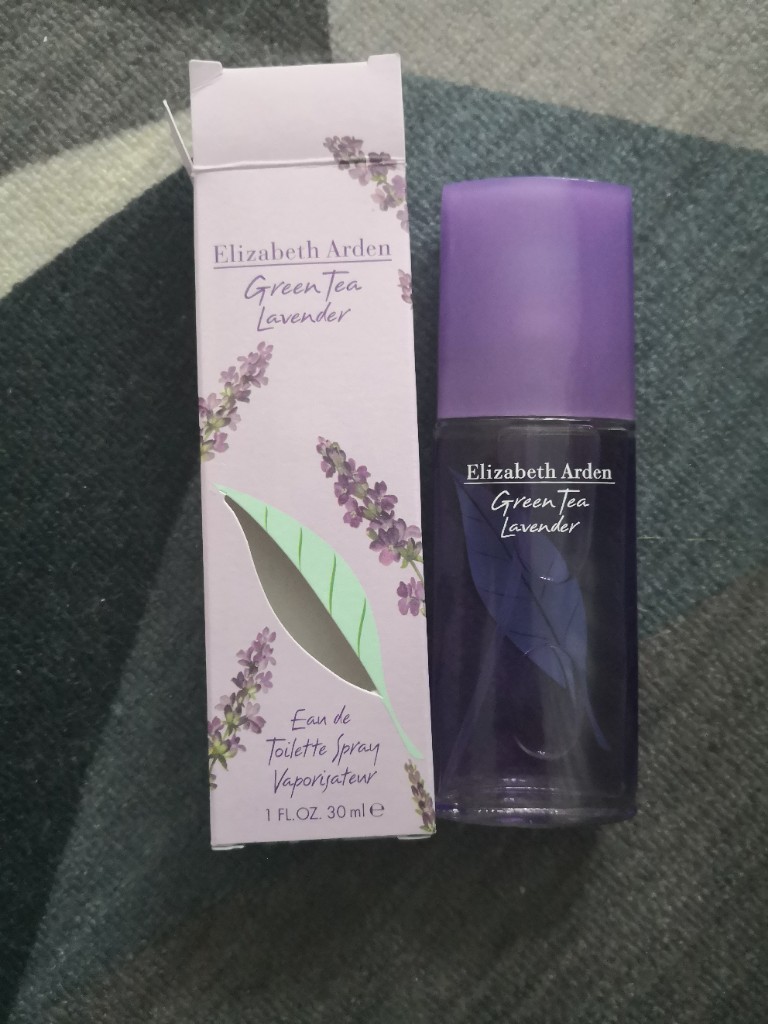 Elizabeth Arden
Green Tea
Lavender
Eau de
Toilette Spray
Vaporisateur
1 FL.OZ. 30 ml ℮
Elizabeth Arden
Green Tea
Lavender